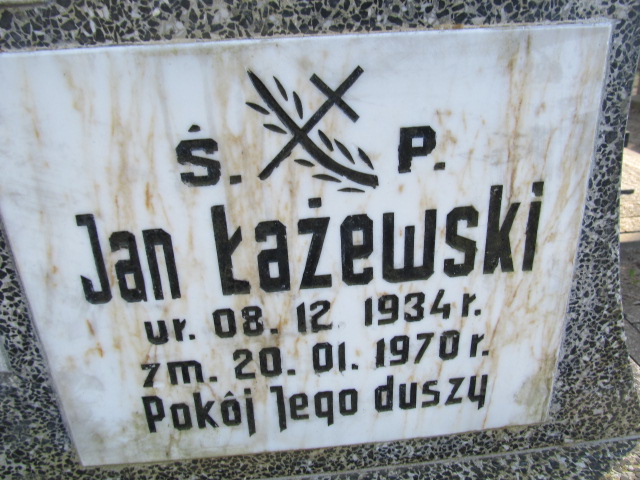 Ś. P.
Jan Łażewski
ur. 08. 12 1934 r.
zm. 20. 01. 1970 r.
Pokój Jego duszy